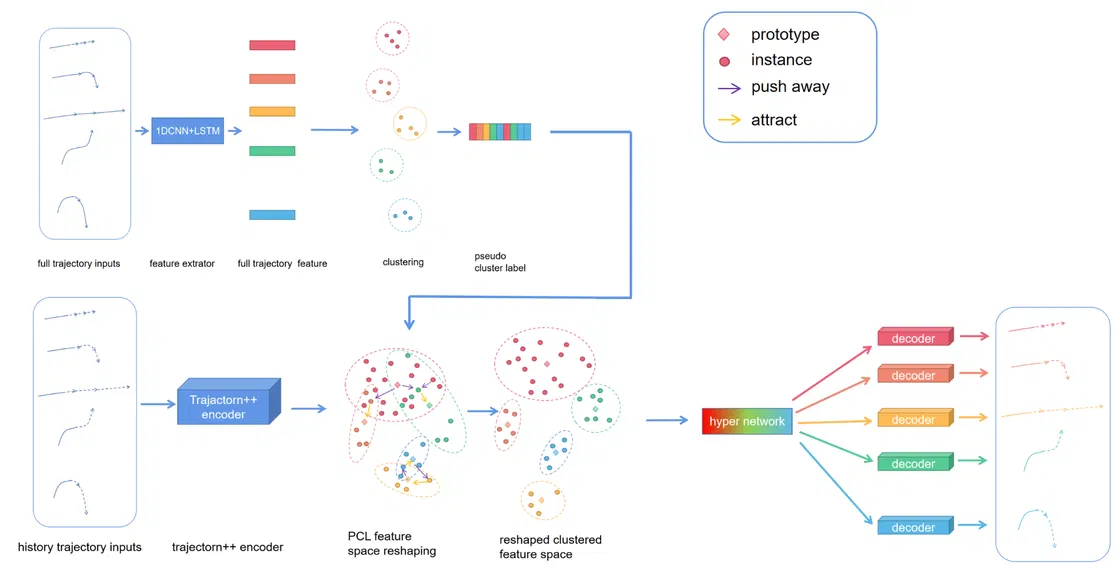 prototype
instance
push away
attract
1DCNN+LSTM
full trajectory inputs
feature extrator
full trajectory feature
clustering
pseudo
cluster label
Trajactorn++
encoder
history trajectory inputs
trajectorn++ encoder
PCL feature
space reshaping
reshaped clustered
feature space
hyper network
decoder
decoder
decoder
decoder
decoder